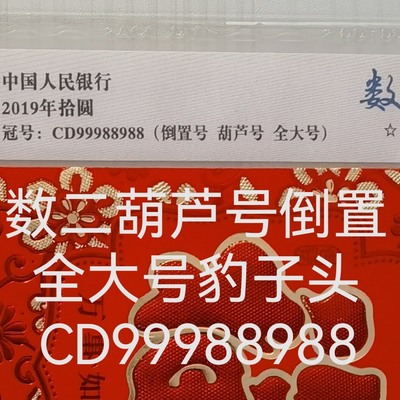 中国人民银行
2019年拾圆
冠号：CD99988988（倒置号 葫芦号 全大号）
数
☆
数二葫芦号倒置
全大号豹子头
CD99988988